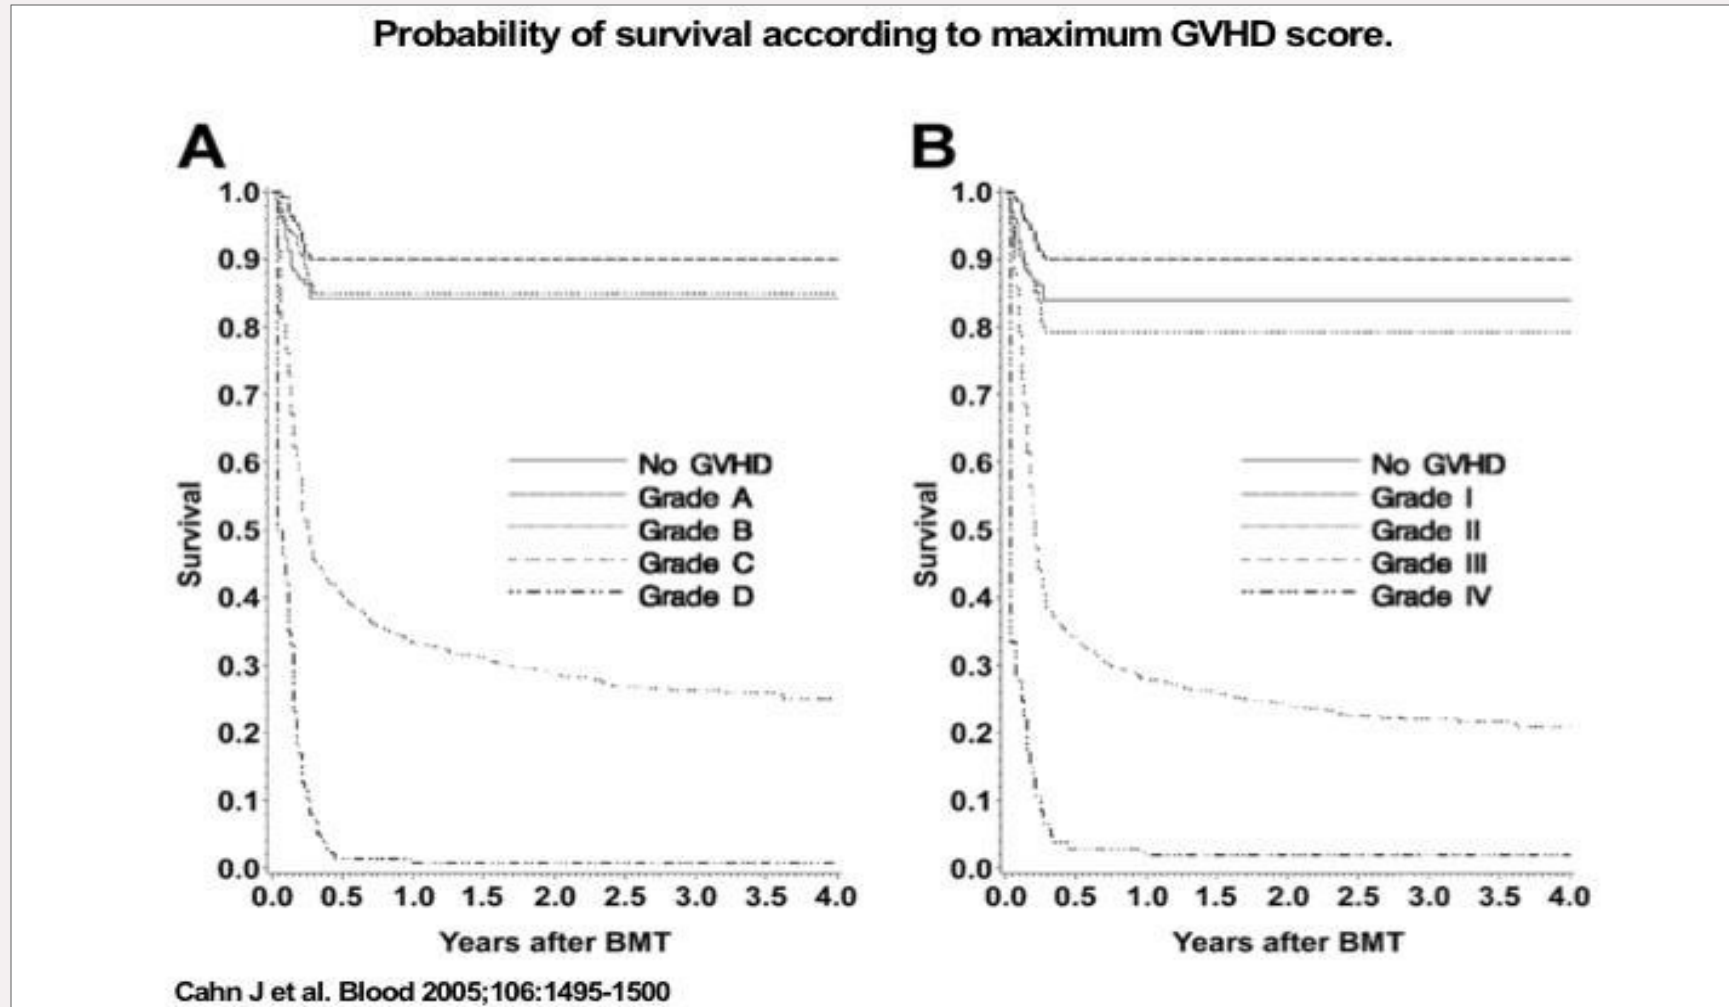 Probability of survival according to maximum GVHD score.
A
1.0
0.9
0.8
0.7
0.6
0.5
0.4
0.3
0.2
0.1
0.0
Survival
No GVHD
Grade A
Grade B
Grade C
Grade D
0.0 0.5 1.0 1.5 2.0 2.5 3.0 3.5 4.0
Years after BMT
B
1.0
0.9
0.8
0.7
0.6
0.5
0.4
0.3
0.2
0.1
0.0
Survival
No GVHD
Grade I
Grade II
Grade III
Grade IV
0.0 0.5 1.0 1.5 2.0 2.5 3.0 3.5 4.0
Years after BMT
Cahn J et al. Blood 2005;106:1495-1500